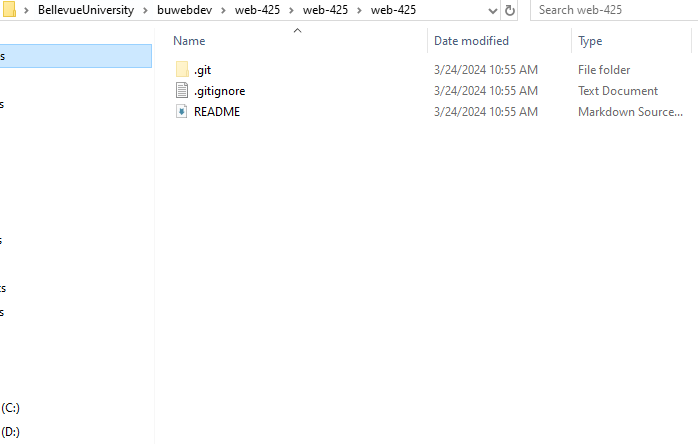 BellevueUniversity > buwebdev > web-425 > web-425 > web-425
Search web-425
Name Date modified Type
.git 3/24/2024 10:55 AM File folder
.gitignore 3/24/2024 10:55 AM Text Document
README 3/24/2024 10:55 AM Markdown Source...
(C:)
(D:)